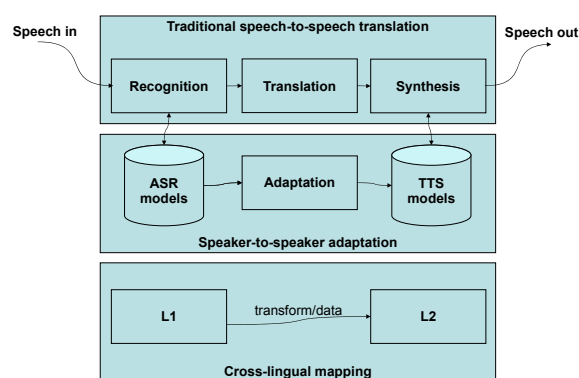 Traditional speech-to-speech translation
Speech in
Speech out
Recognition
Translation
Synthesis
ASR
models
Adaptation
TTS
models
Speaker-to-speaker adaptation
L1
transform/data
L2
Cross-lingual mapping